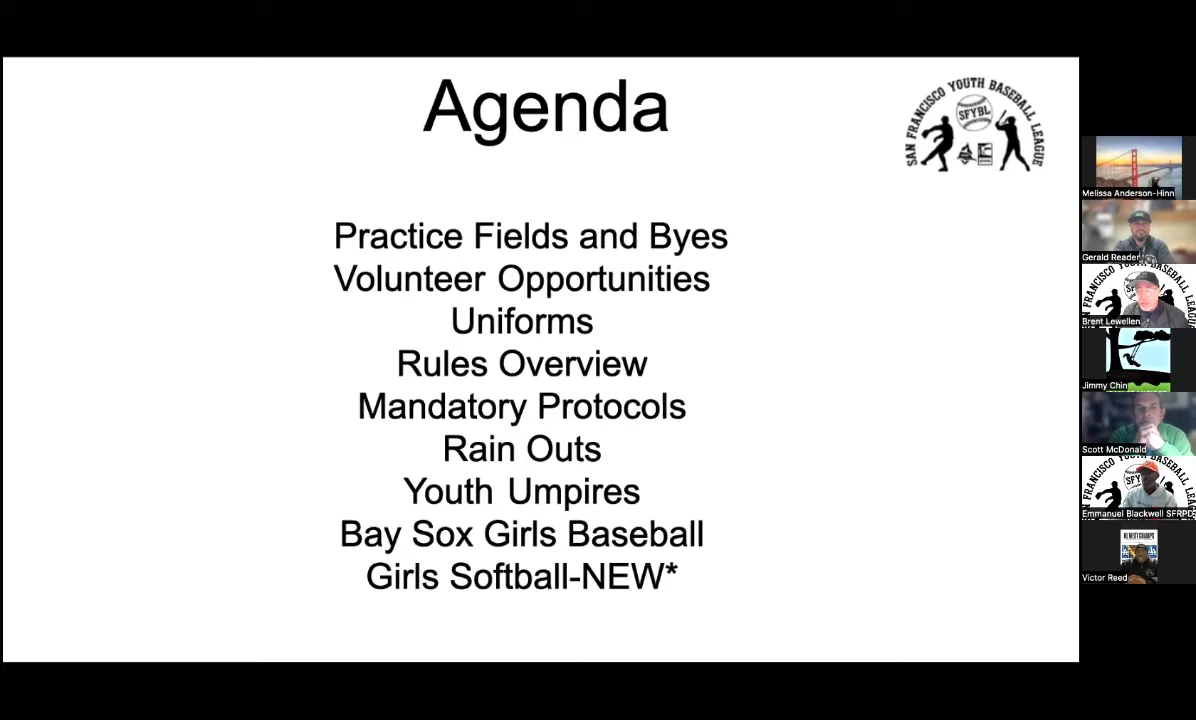 Agenda
SAN FRANCISCO YOUTH BASEBALL LEAGUE
SFYBL
Practice Fields and Byes
Volunteer Opportunities
Uniforms
Rules Overview
Mandatory Protocols
Rain Outs
Youth Umpires
Bay Sox Girls Baseball
Girls Softball-NEW*
Melissa Anderson-Hinn
Gerald Reader
Brent Lewellen
Jimmy Chin
Scott McDonald
Emmanuel Blackwell SFRPD
Victor Reed